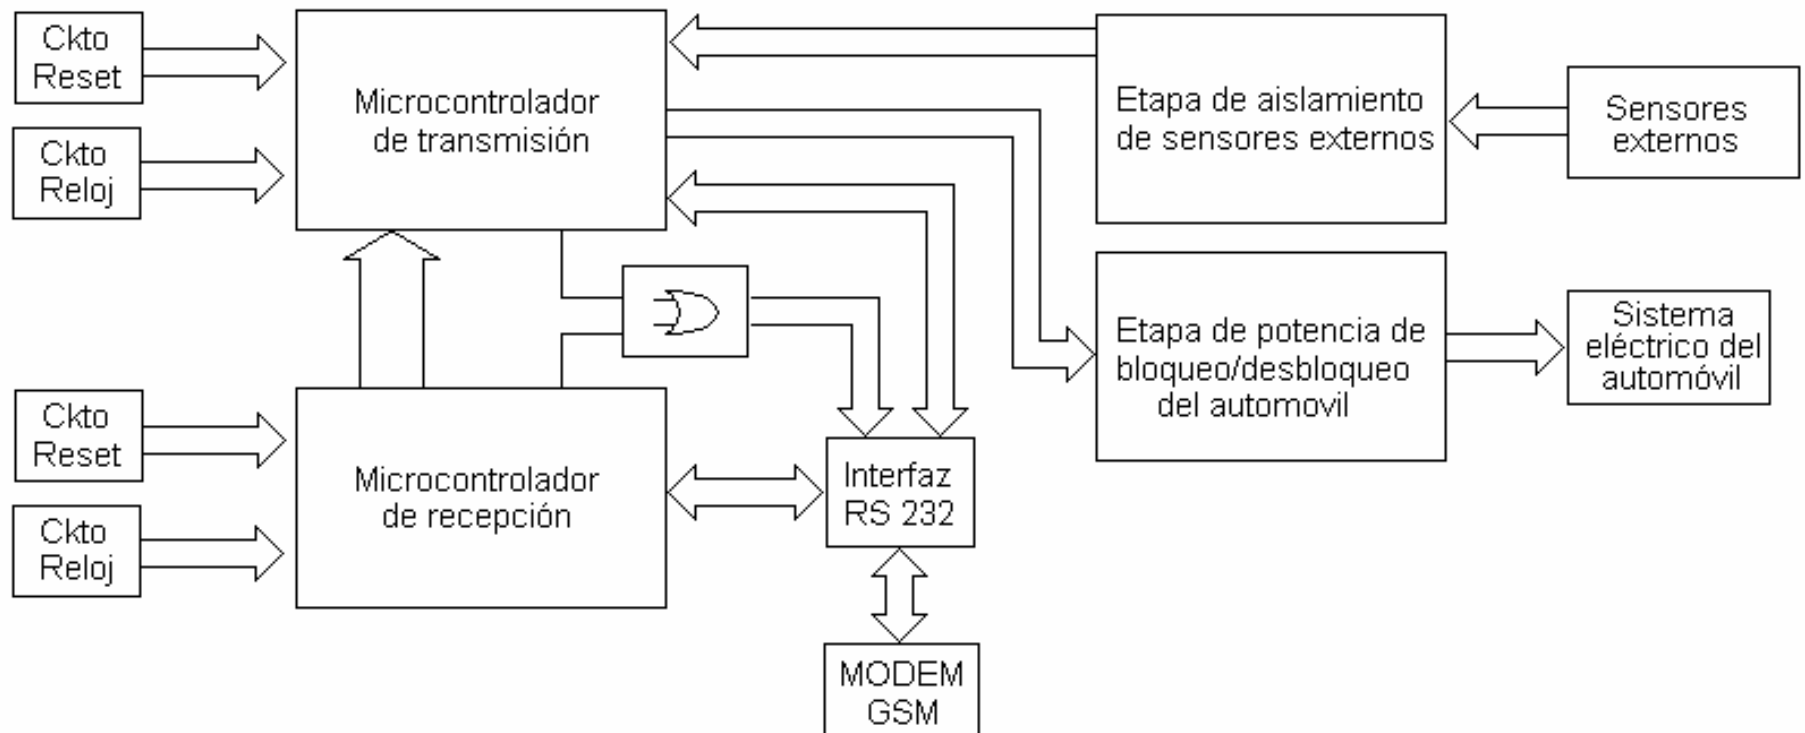 Ckto
Reset
Ckto
Reloj
Microcontrolador
de transmisión
Etapa de aislamiento
de sensores externos
Sensores
externos
Etapa de potencia de
bloqueo/desbloqueo
del automovil
Sistema
eléctrico del
automóvil
Ckto
Reset
Ckto
Reloj
Microcontrolador
de recepción
Interfaz
RS 232
MODEM
GSM